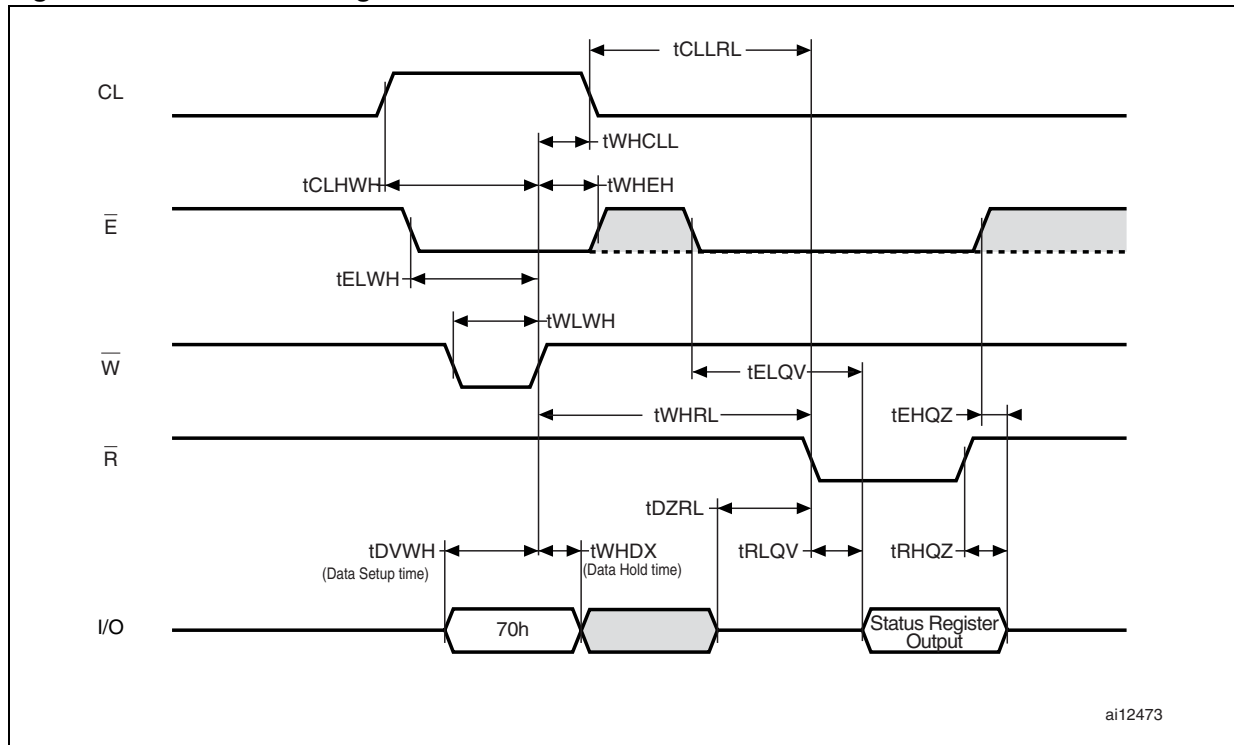 tCLLRL
CL
tWHCLL
tCLHWH
tWHEH
E̅
tELWH
tWLWH
W̅
tELQV
tWHRL
tEHQZ
R̅
tDZRL
tDVWH
(Data Setup time)
tWHDX
(Data Hold time)
tRLQV
tRHQZ
I/O
70h
Status Register
Output
ai12473